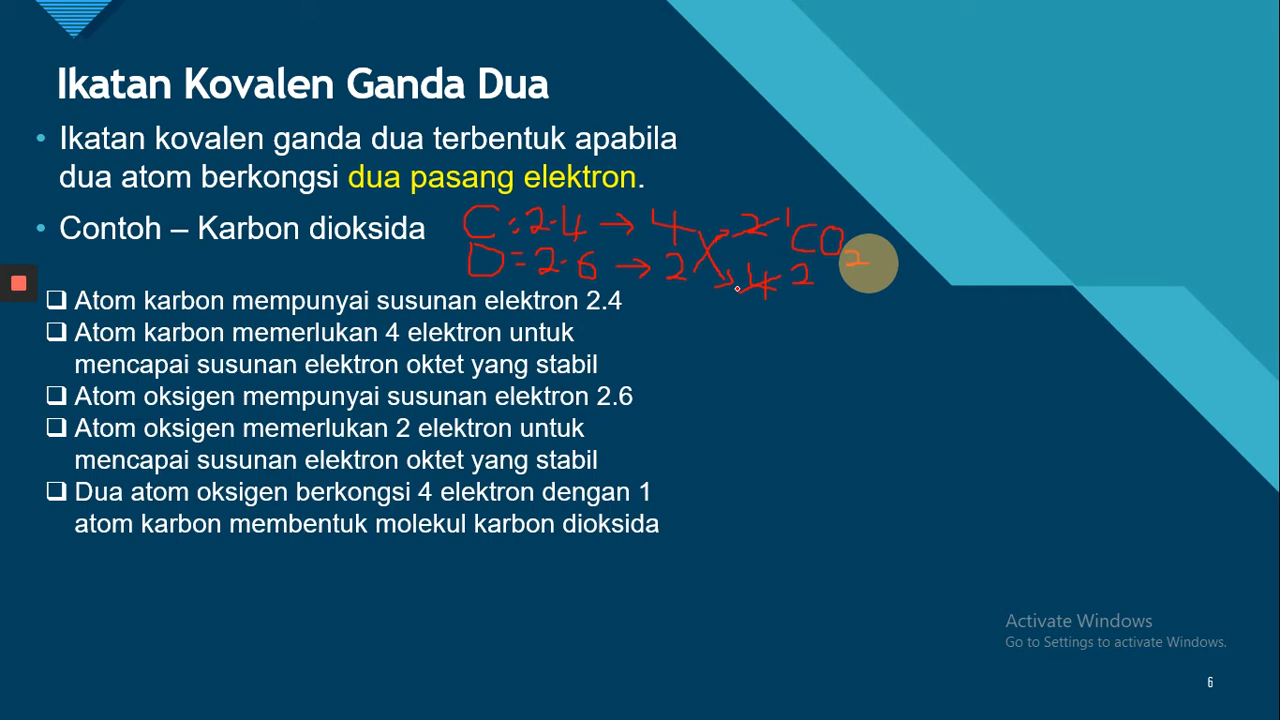 Ikatan Kovalen Ganda Dua
• Ikatan kovalen ganda dua terbentuk apabila
dua atom berkongsi dua pasang elektron.
• Contoh – Karbon dioksida
C : 2.4 → 4 2 1 CO2
O = 2.6 → 2 4 2
❑ Atom karbon mempunyai susunan elektron 2.4
❑ Atom karbon memerlukan 4 elektron untuk
mencapai susunan elektron oktet yang stabil
❑ Atom oksigen mempunyai susunan elektron 2.6
❑ Atom oksigen memerlukan 2 elektron untuk
mencapai susunan elektron oktet yang stabil
❑ Dua atom oksigen berkongsi 4 elektron dengan 1
atom karbon membentuk molekul karbon dioksida
Activate Windows
Go to Settings to activate Windows.
6